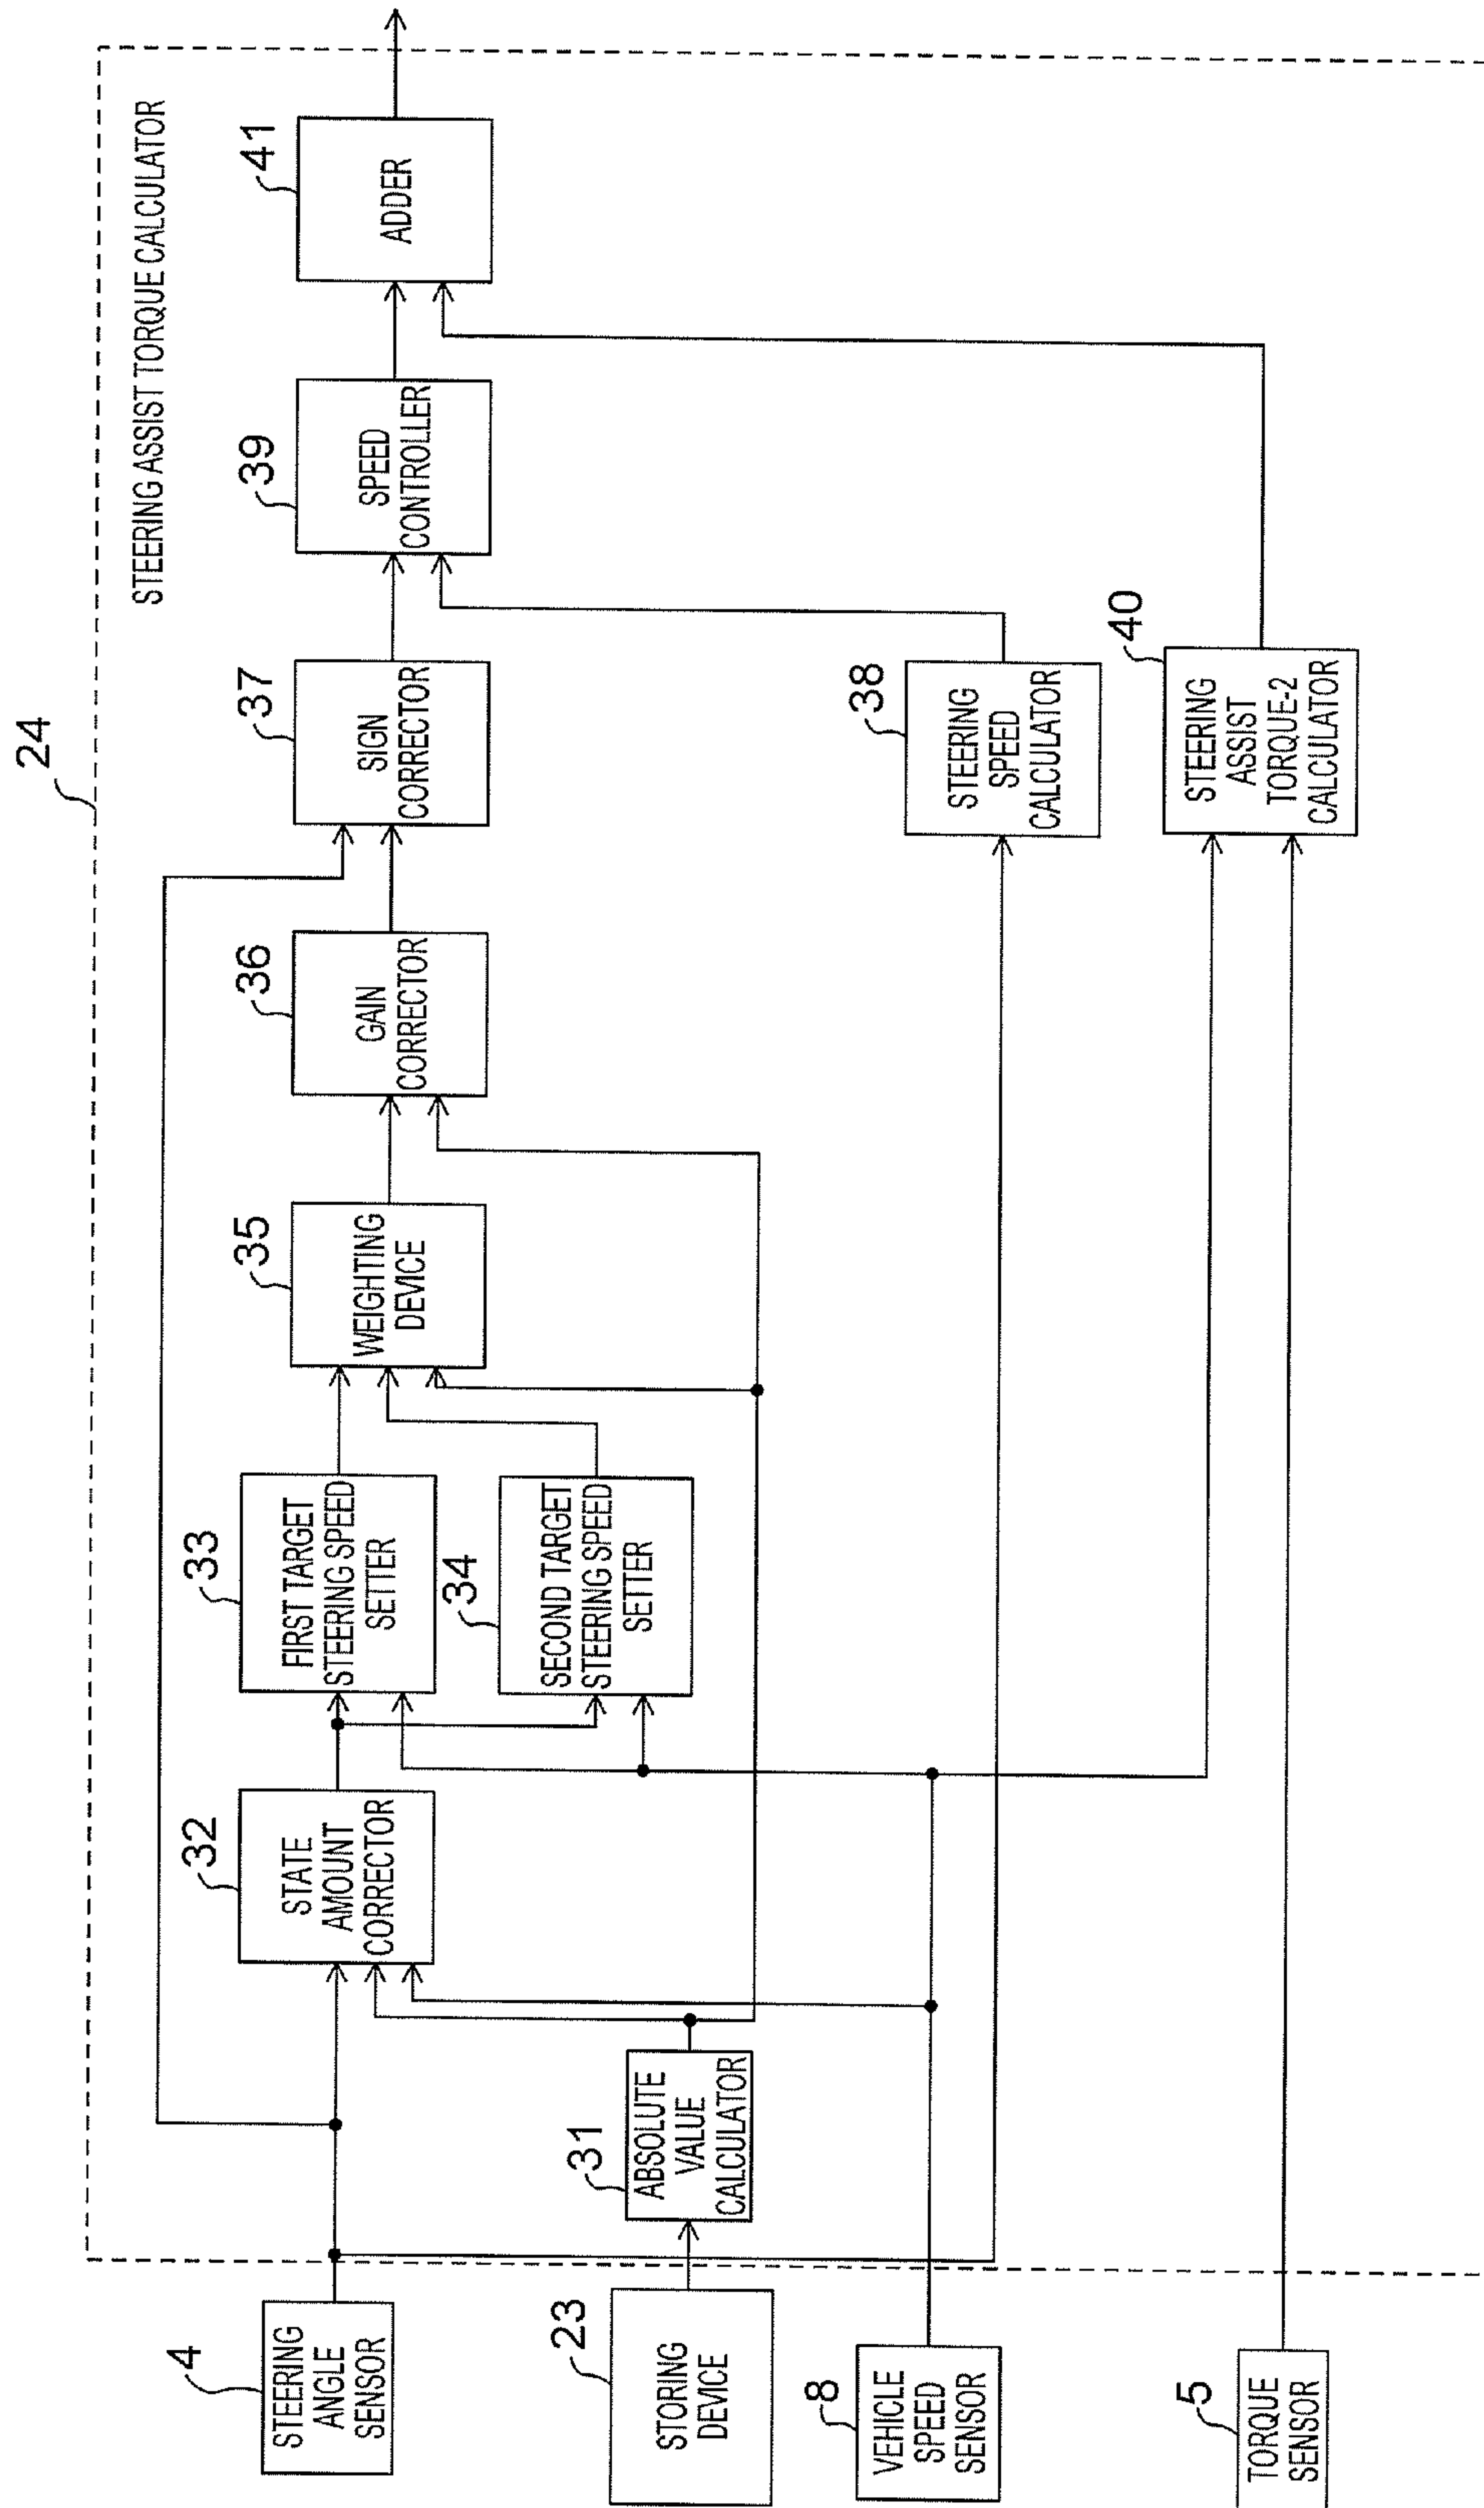 24
STEERING ASSIST TORQUE CALCULATOR
4
STEERING
ANGLE
SENSOR
23
STORING
DEVICE
8
VEHICLE
SPEED
SENSOR
5
TORQUE
SENSOR
31
ABSOLUTE
VALUE
CALCULATOR
32
STATE
AMOUNT
CORRECTOR
33
FIRST TARGET
STEERING SPEED
SETTER
34
SECOND TARGET
STEERING SPEED
SETTER
35
WEIGHTING
DEVICE
36
GAIN
CORRECTOR
37
SIGN
CORRECTOR
38
STEERING
SPEED
CALCULATOR
39
SPEED
CONTROLLER
40
STEERING
ASSIST
TORQUE-2
CALCULATOR
41
ADDER